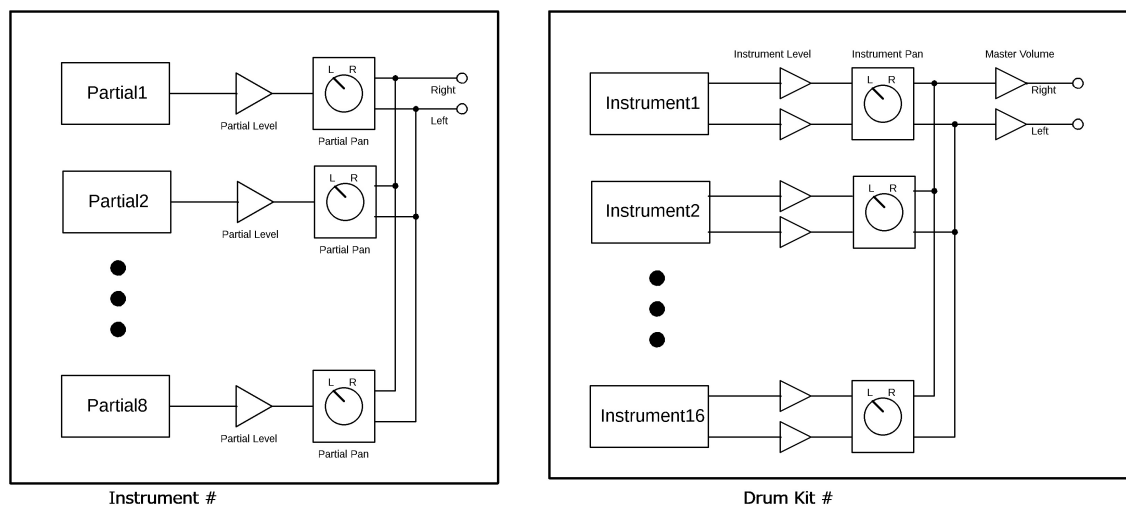 L R
Partial1
Right
Partial Level
Left
Partial Pan
L R
Partial2
Partial Level
Partial Pan
L R
Partial8
Partial Level
Partial Pan
Instrument #
Instrument Level
Instrument Pan
Master Volume
L R
Instrument1
Right
Left
L R
Instrument2
L R
Instrument16
Drum Kit #